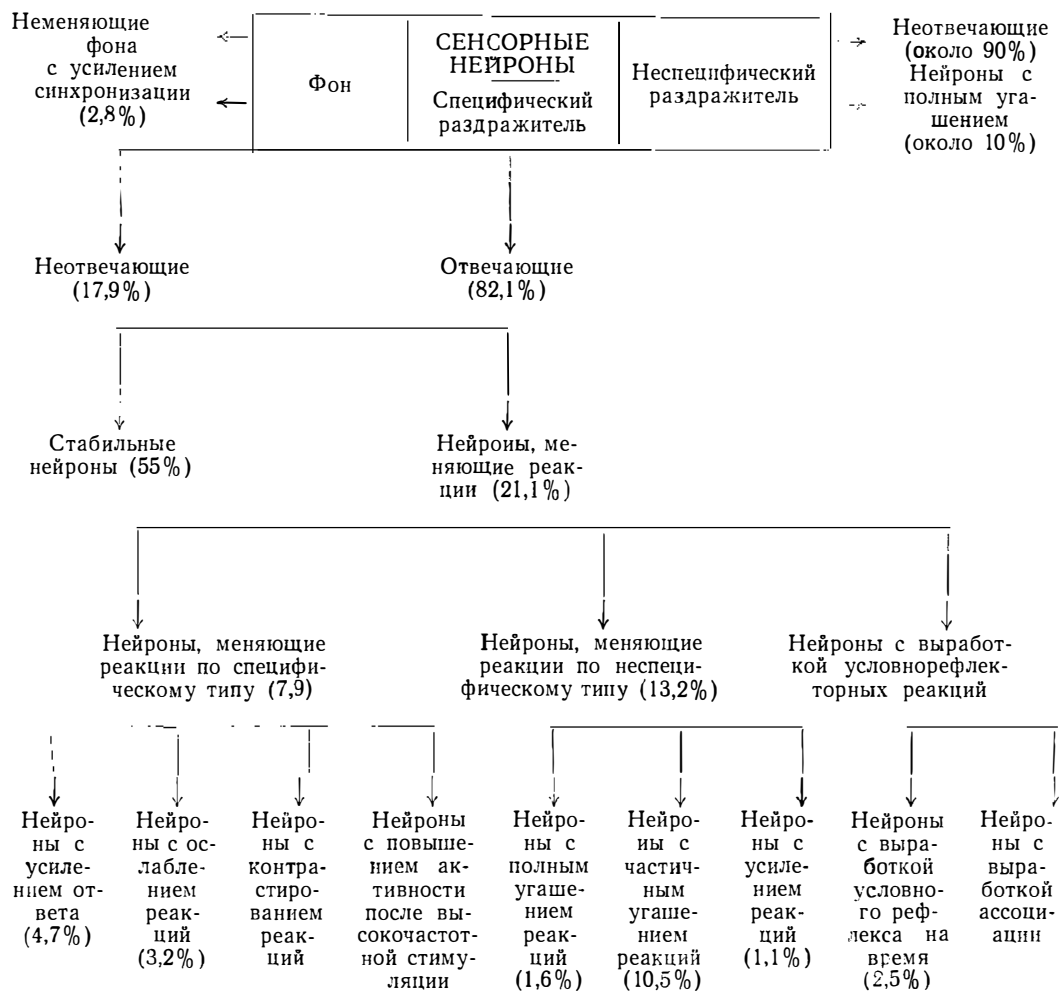 Неменяющие
фона
с усилением
синхронизации
(2,8%)
Фон
СЕНСОРНЫЕ
НЕЙРОНЫ
Специфический
раздражитель
Неспецифический
раздражитель
Неотвечающие
(около 90%)
Нейроны с
полным уга-
шением
(около 10%)
Неотвечающие
(17,9%)
Отвечающие
(82,1%)
Стабильные
нейроны (55%)
Нейроиы, ме-
няющие реак-
ции (21,1%)
Нейроны, меняющие
реакции по специфи-
ческому типу (7,9)
Нейроны, меняющие
реакции по неспеци-
фическому типу (13,2%)
Нейроны с выработ-
кой условнорефлек-
торных реакций
Нейро-
ны с
усиле-
нием от-
вета
(4,7%)
Нейро-
ны с ос-
лабле-
нием
реак-
ций
(3,2%)
Нейро-
ны с
контра-
стиро-
ванием
реак-
ций
Нейроны
с повыше-
нием ак-
тивности
после вы-
сокочастот-
ной стиму-
ляции
Нейро-
ны с
полным
угаше-
нием
реак-
ций
(1,6%)
Нейро-
иы с
частич-
ным
угаше-
нием
реакций
(10,5%)
Нейро-
ны с
усиле-
нием
реак-
ций
(1,1%)
Нейроны
с выра-
боткой
условно-
го реф-
лекса на
время
(2,5%)
Нейро-
ны с
выра-
боткой
ассоци-
ации